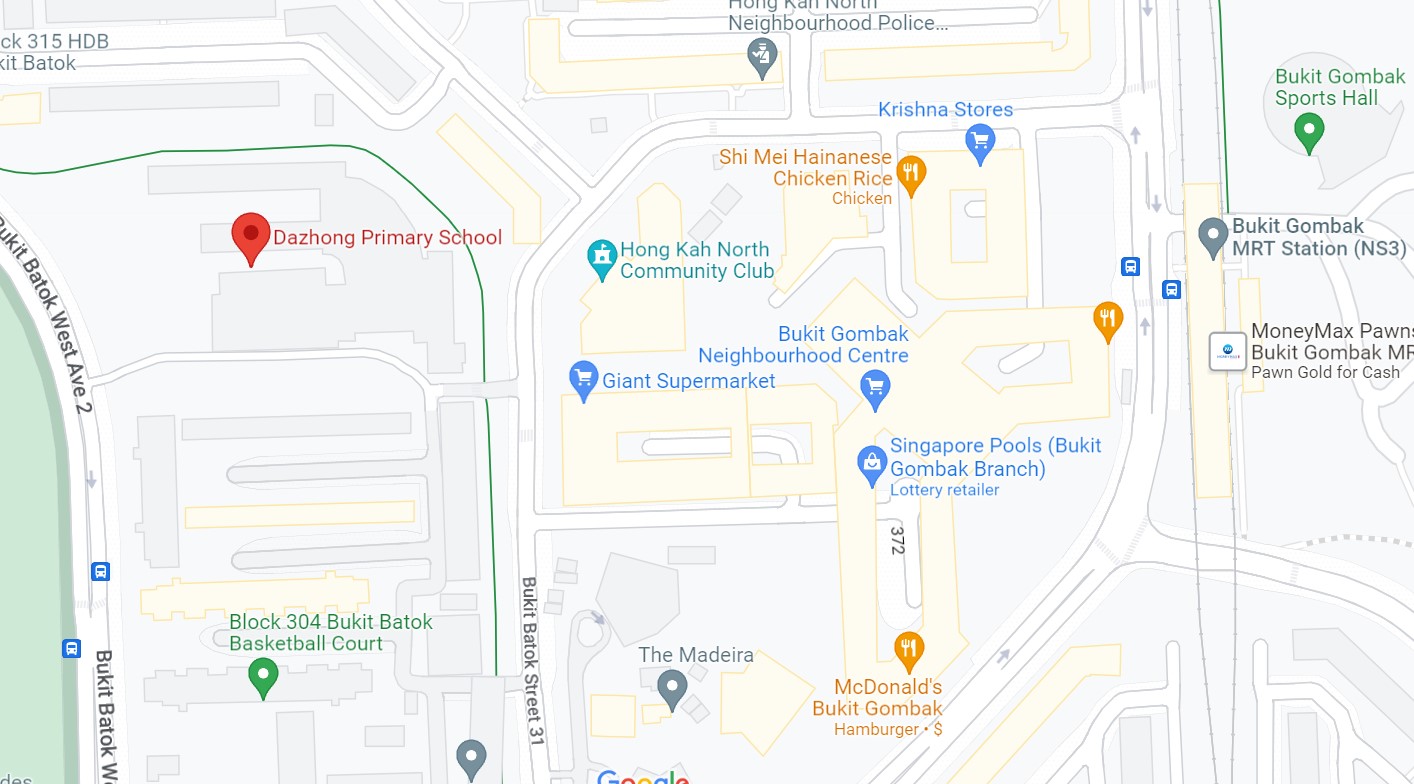 Hong Kah North
Neighbourhood Police...
ck 315 HDB
kit Batok
Bukit Gombak
Sports Hall
Krishna Stores
Shi Mei Hainanese
Chicken Rice
Chicken
Dazhong Primary School
Hong Kah North
Community Club
Bukit Gombak
MRT Station (NS3)
Bukit Batok West Ave 2
Bukit Gombak
Neighbourhood Centre
Giant Supermarket
MoneyMax Pawns
Bukit Gombak MR
Pawn Gold for Cash
Singapore Pools (Bukit
Gombak Branch)
Lottery retailer
372
Block 304 Bukit Batok
Basketball Court
Bukit Batok Street 31
The Madeira
Bukit Batok We
McDonald's
Bukit Gombak
Hamburger • $
Google
des